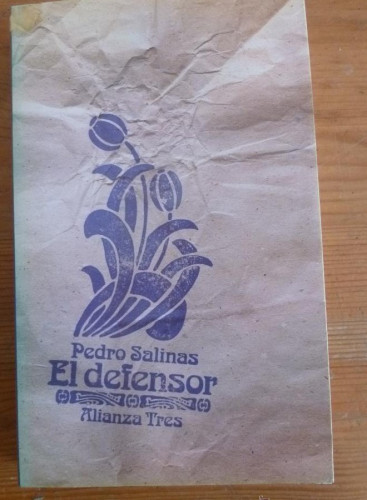 Pedro Salinas
El defensor
Alianza Tres